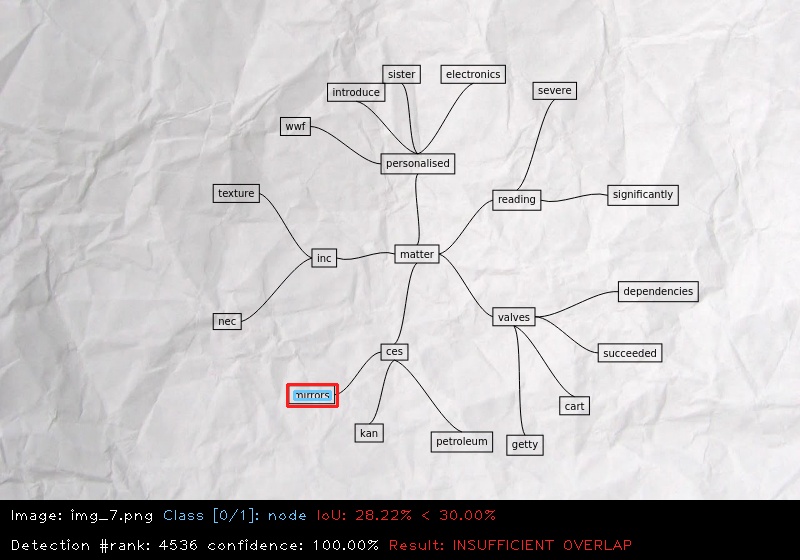 sister
electronics
introduce
severe
wwf
personalised
texture
reading
significantly
inc
matter
dependencies
nec
valves
ces
succeeded
mirrors
cart
kan
petroleum
getty
Image: img_7.png Class [0/1]: node IoU: 28.22% < 30.00%
Detection #rank: 4536 confidence: 100.00% Result: INSUFFICIENT OVERLAP